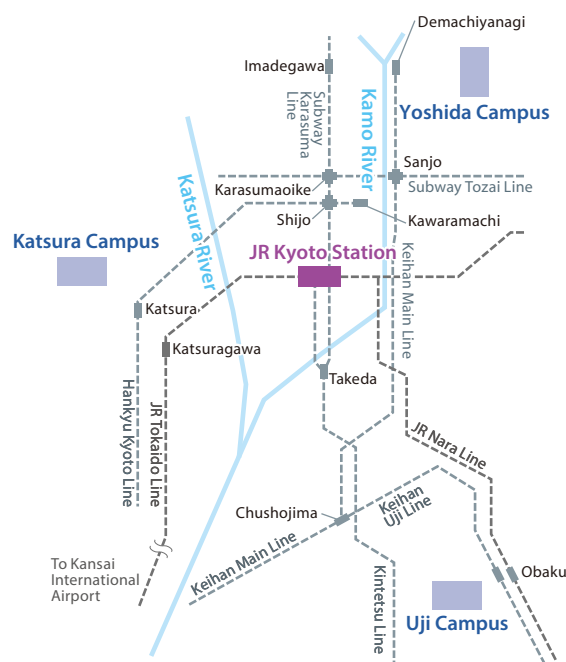 Demachiyanagi
Imadegawa
Subway
Karasuma
Line
Kamo River
Yoshida Campus
Sanjo
Karasumaoike
Subway Tozai Line
Katsura River
Shijo
Kawaramachi
Katsura Campus
JR Kyoto Station
Keihan Main Line
Katsura
Katsuragawa
Takeda
Hankyu Kyoto Line
JR Tokaido Line
JR Nara Line
Chushojima
Keihan
Uji Line
Keihan Main Line
To Kansai
International
Airport
Kintetsu Line
Obaku
Uji Campus